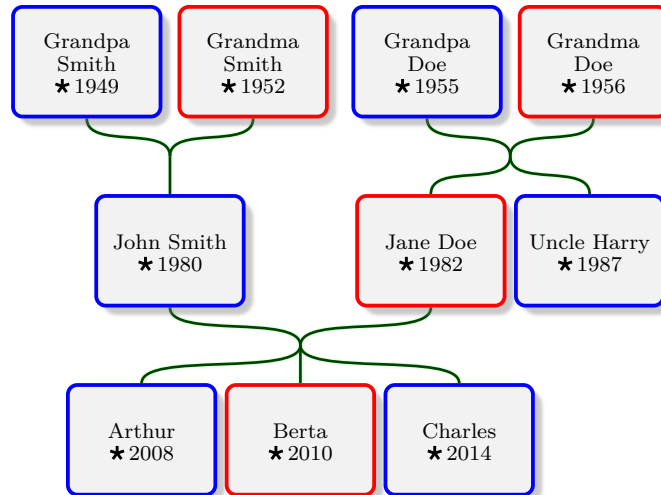 Grandpa
Smith
★1949
Grandma
Smith
★1952
Grandpa
Doe
★1955
Grandma
Doe
★1956
John Smith
★1980
Jane Doe
★1982
Uncle Harry
★1987
Arthur
★2008
Berta
★2010
Charles
★2014